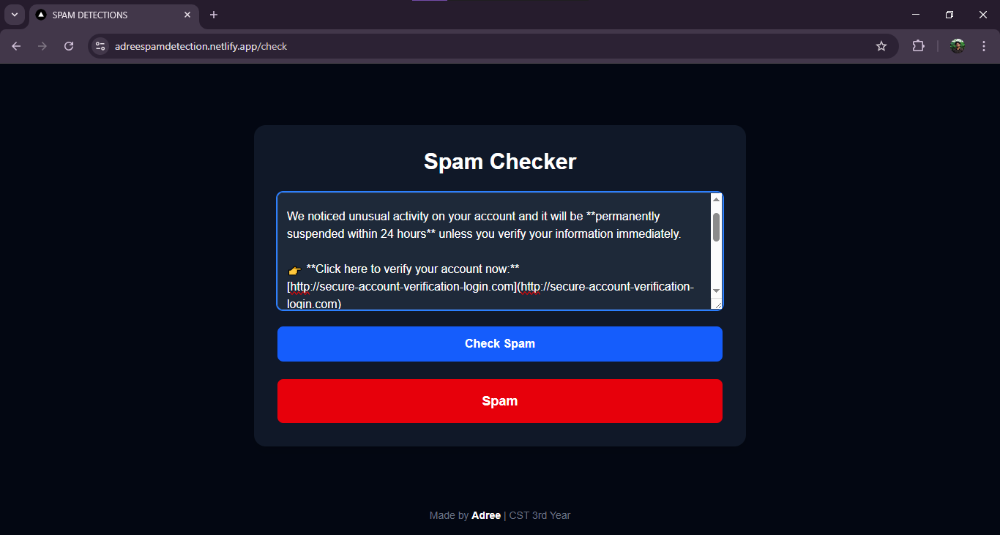 SPAM DETECTIONS
adreespamdetection.netlify.app/check
Spam Checker
We noticed unusual activity on your account and it will be **permanently
suspended within 24 hours** unless you verify your information immediately.
👉 **Click here to verify your account now:**
[http://secure-account-verification-login.com](http://secure-account-verification-
login.com)
Check Spam
Spam
Made by Adree | CST 3rd Year